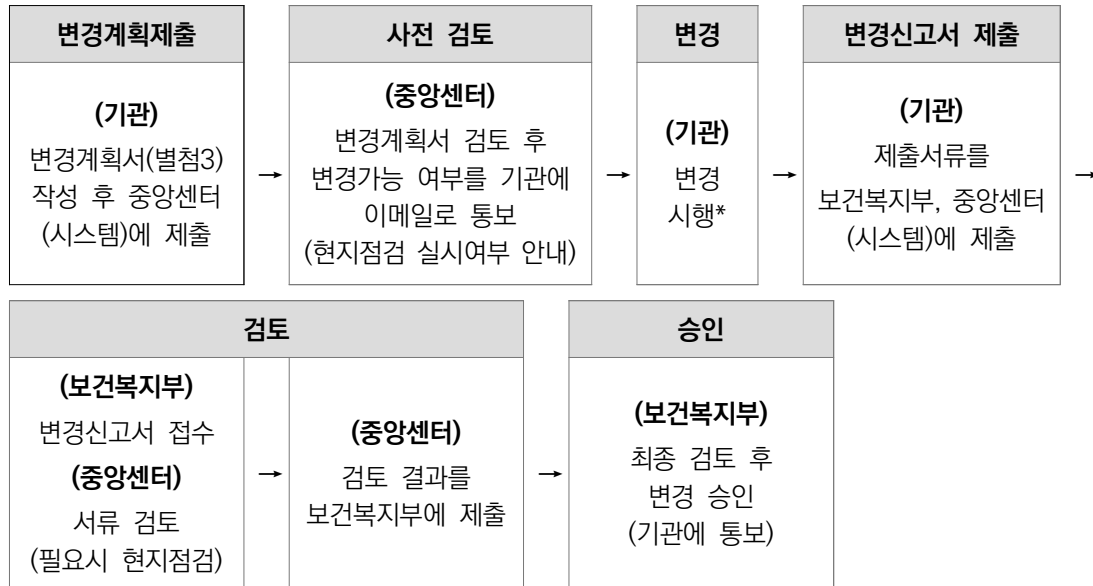 변경계획제출
(기관)
변경계획서(별첨3)
작성 후 중앙센터
(시스템)에 제출
→
사전 검토
(중앙센터)
변경계획서 검토 후
변경가능 여부를 기관에
이메일로 통보
(현지점검 실시여부 안내)
→
변경
(기관)
변경
시행*
→
변경신고서 제출
(기관)
제출서류를
보건복지부, 중앙센터
(시스템)에 제출
→
검토
(보건복지부)
변경신고서 접수
(중앙센터)
서류 검토
(필요시 현지점검)
→
(중앙센터)
검토 결과를
보건복지부에 제출
→
승인
(보건복지부)
최종 검토 후
변경 승인
(기관에 통보)